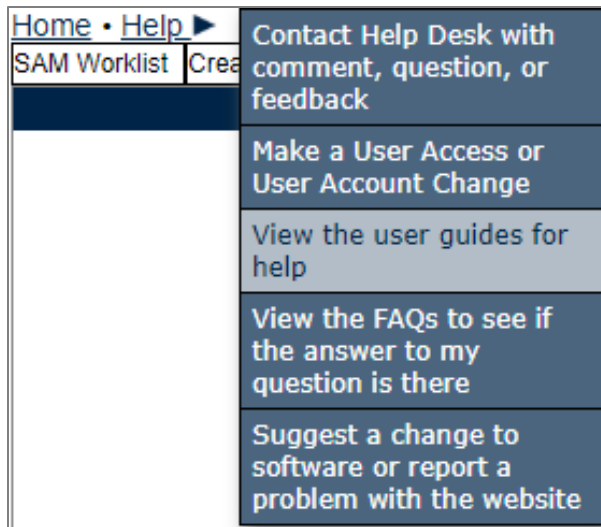 Home • Help ▶
SAM Worklist Crea
Contact Help Desk with
comment, question, or
feedback
Make a User Access or
User Account Change
View the user guides for
help
View the FAQs to see if
the answer to my
question is there
Suggest a change to
software or report a
problem with the website